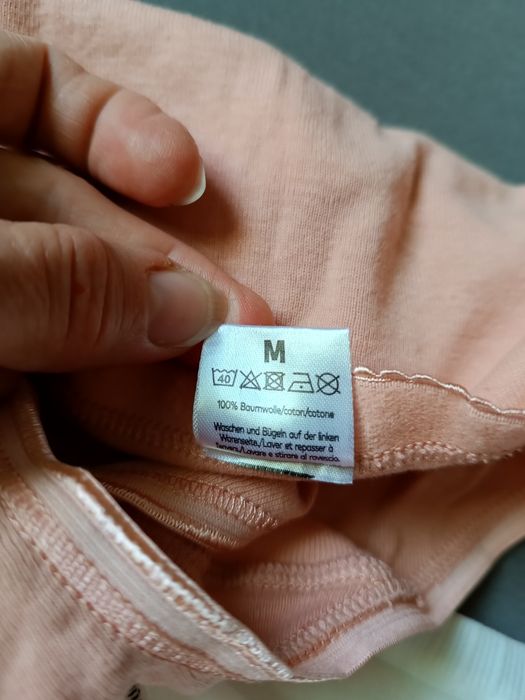 M
40
100% Baumwolle/coton/cotone
Waschen und Bügeln auf der linken
Warenseite./Laver et repasser à
l'envers/Lavare e stirare al rovescio.